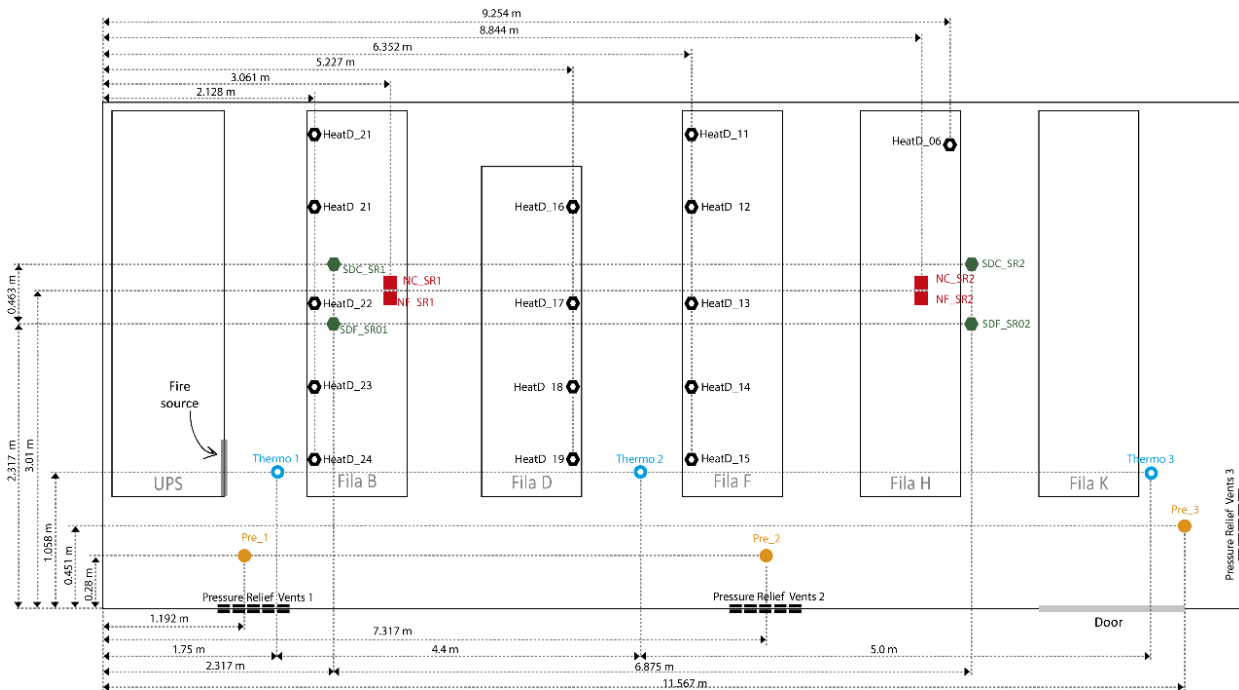 9.254 m
8.844 m
6.352 m
5.227 m
3.061 m
2.128 m
HeatD_21
HeatD_11
HeatD_06
HeatD 21
HeatD_16
HeatD 12
SDC_SR1
SDC_SR2
NC_SR1
NC_SR2
HeatD_22
NF SR1
HeatD_17
HeatD_13
NF_SR2
SDF_SR01
SDF_SR02
0.463 m
Fire
source
HeatD_23
HeatD 18
HeatD_14
Thermo 1
HeatD_24
HeatD 19
Thermo 2
HeatD_15
Thermo 3
UPS
Fila B
Fila D
Fila F
Fila H
Fila K
2.317 m
3.01 m
1.058 m
0.451 m
0.28 m
Pre_1
Pre_2
Pre_3
Pressure Relief Vents 3
Pressure Relief Vents 1
Pressure Relief Vents 2
Door
1.192 m
7.317 m
1.75 m
4.4 m
5.0 m
2.317 m
6.875 m
11.567 m